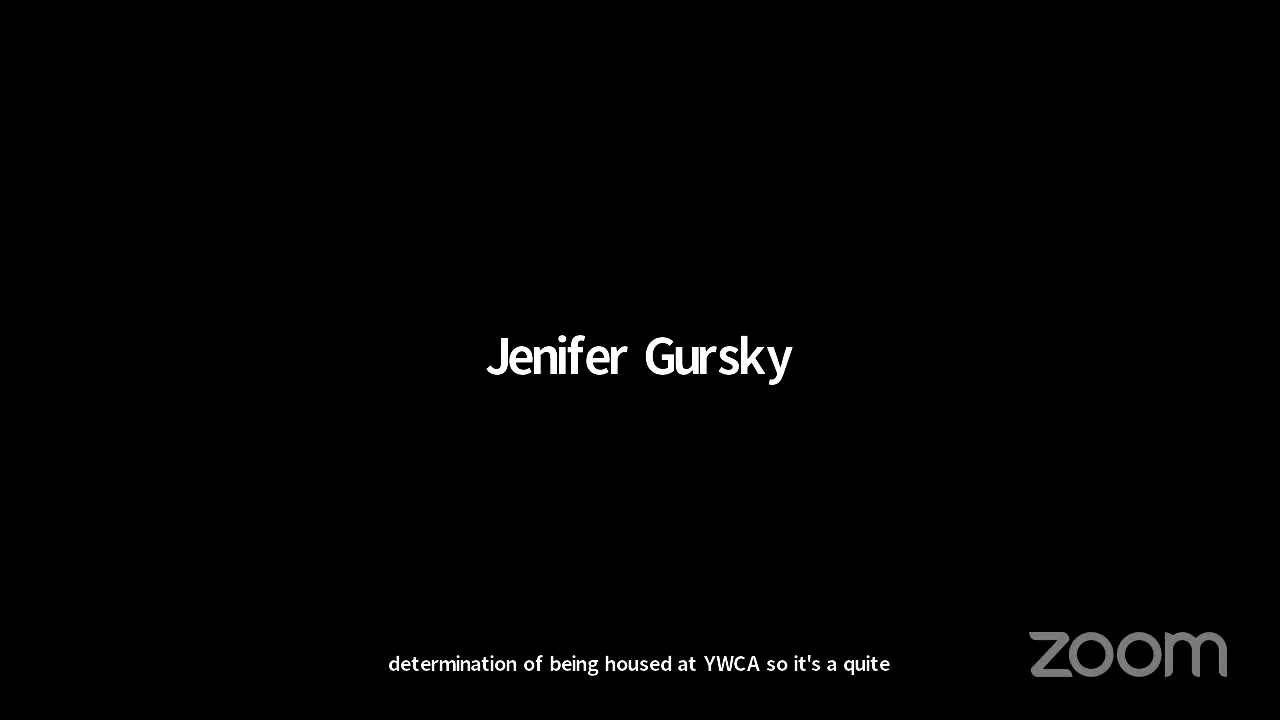 Jenifer Gursky
determination of being housed at YWCA so it's a quite
zoom